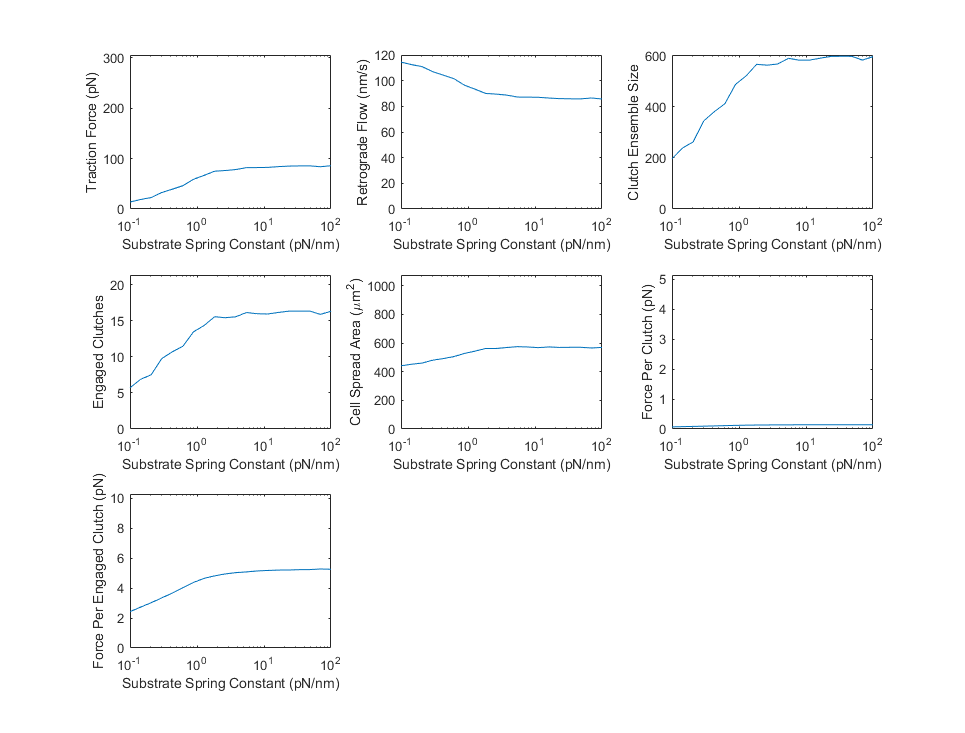 Traction Force (pN)
300
200
100
0
10^-1 10^0 10^1 10^2
Substrate Spring Constant (pN/nm)
Retrograde Flow (nm/s)
120
100
80
60
40
20
0
10^-1 10^0 10^1 10^2
Substrate Spring Constant (pN/nm)
Clutch Ensemble Size
600
400
200
0
10^-1 10^0 10^1 10^2
Substrate Spring Constant (pN/nm)
Engaged Clutches
20
15
10
5
0
10^-1 10^0 10^1 10^2
Substrate Spring Constant (pN/nm)
Cell Spread Area (μm^2)
1000
800
600
400
200
0
10^-1 10^0 10^1 10^2
Substrate Spring Constant (pN/nm)
Force Per Clutch (pN)
5
4
3
2
1
0
10^-1 10^0 10^1 10^2
Substrate Spring Constant (pN/nm)
Force Per Engaged Clutch (pN)
10
8
6
4
2
0
10^-1 10^0 10^1 10^2
Substrate Spring Constant (pN/nm)